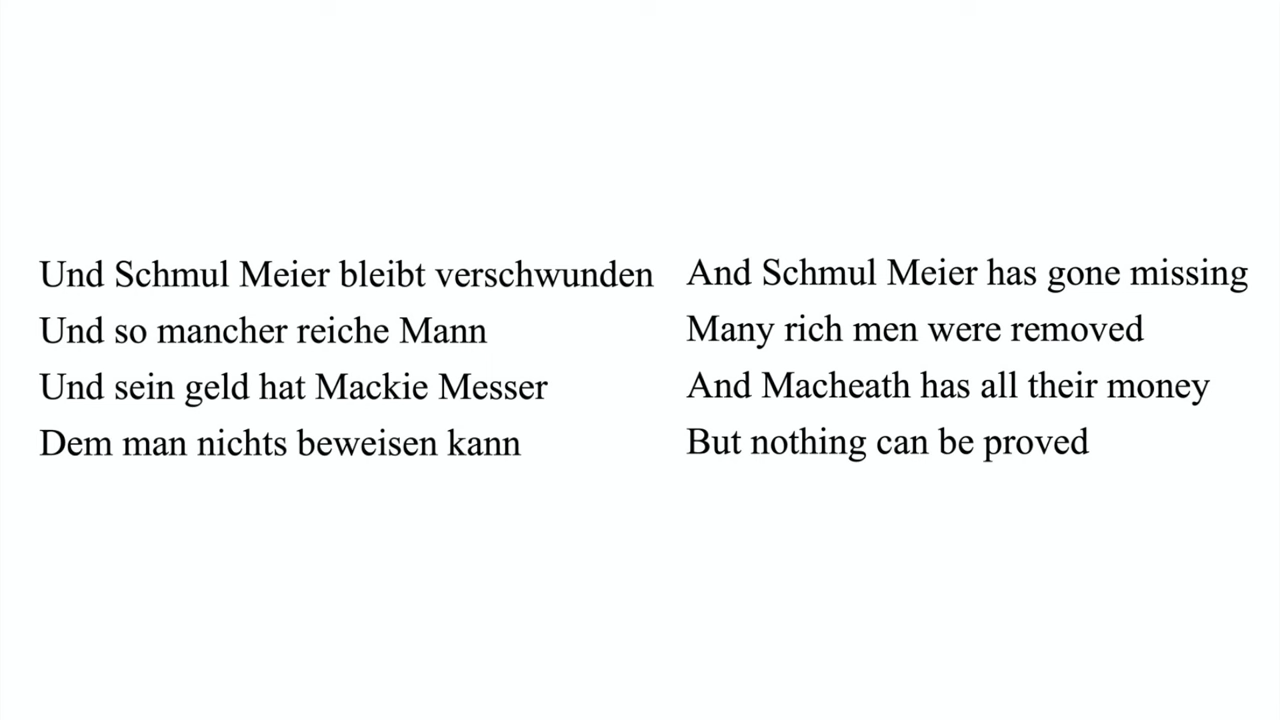 Und Schmul Meier bleibt verschwunden
Und so mancher reiche Mann
Und sein geld hat Mackie Messer
Dem man nichts beweisen kann
And Schmul Meier has gone missing
Many rich men were removed
And Macheath has all their money
But nothing can be proved